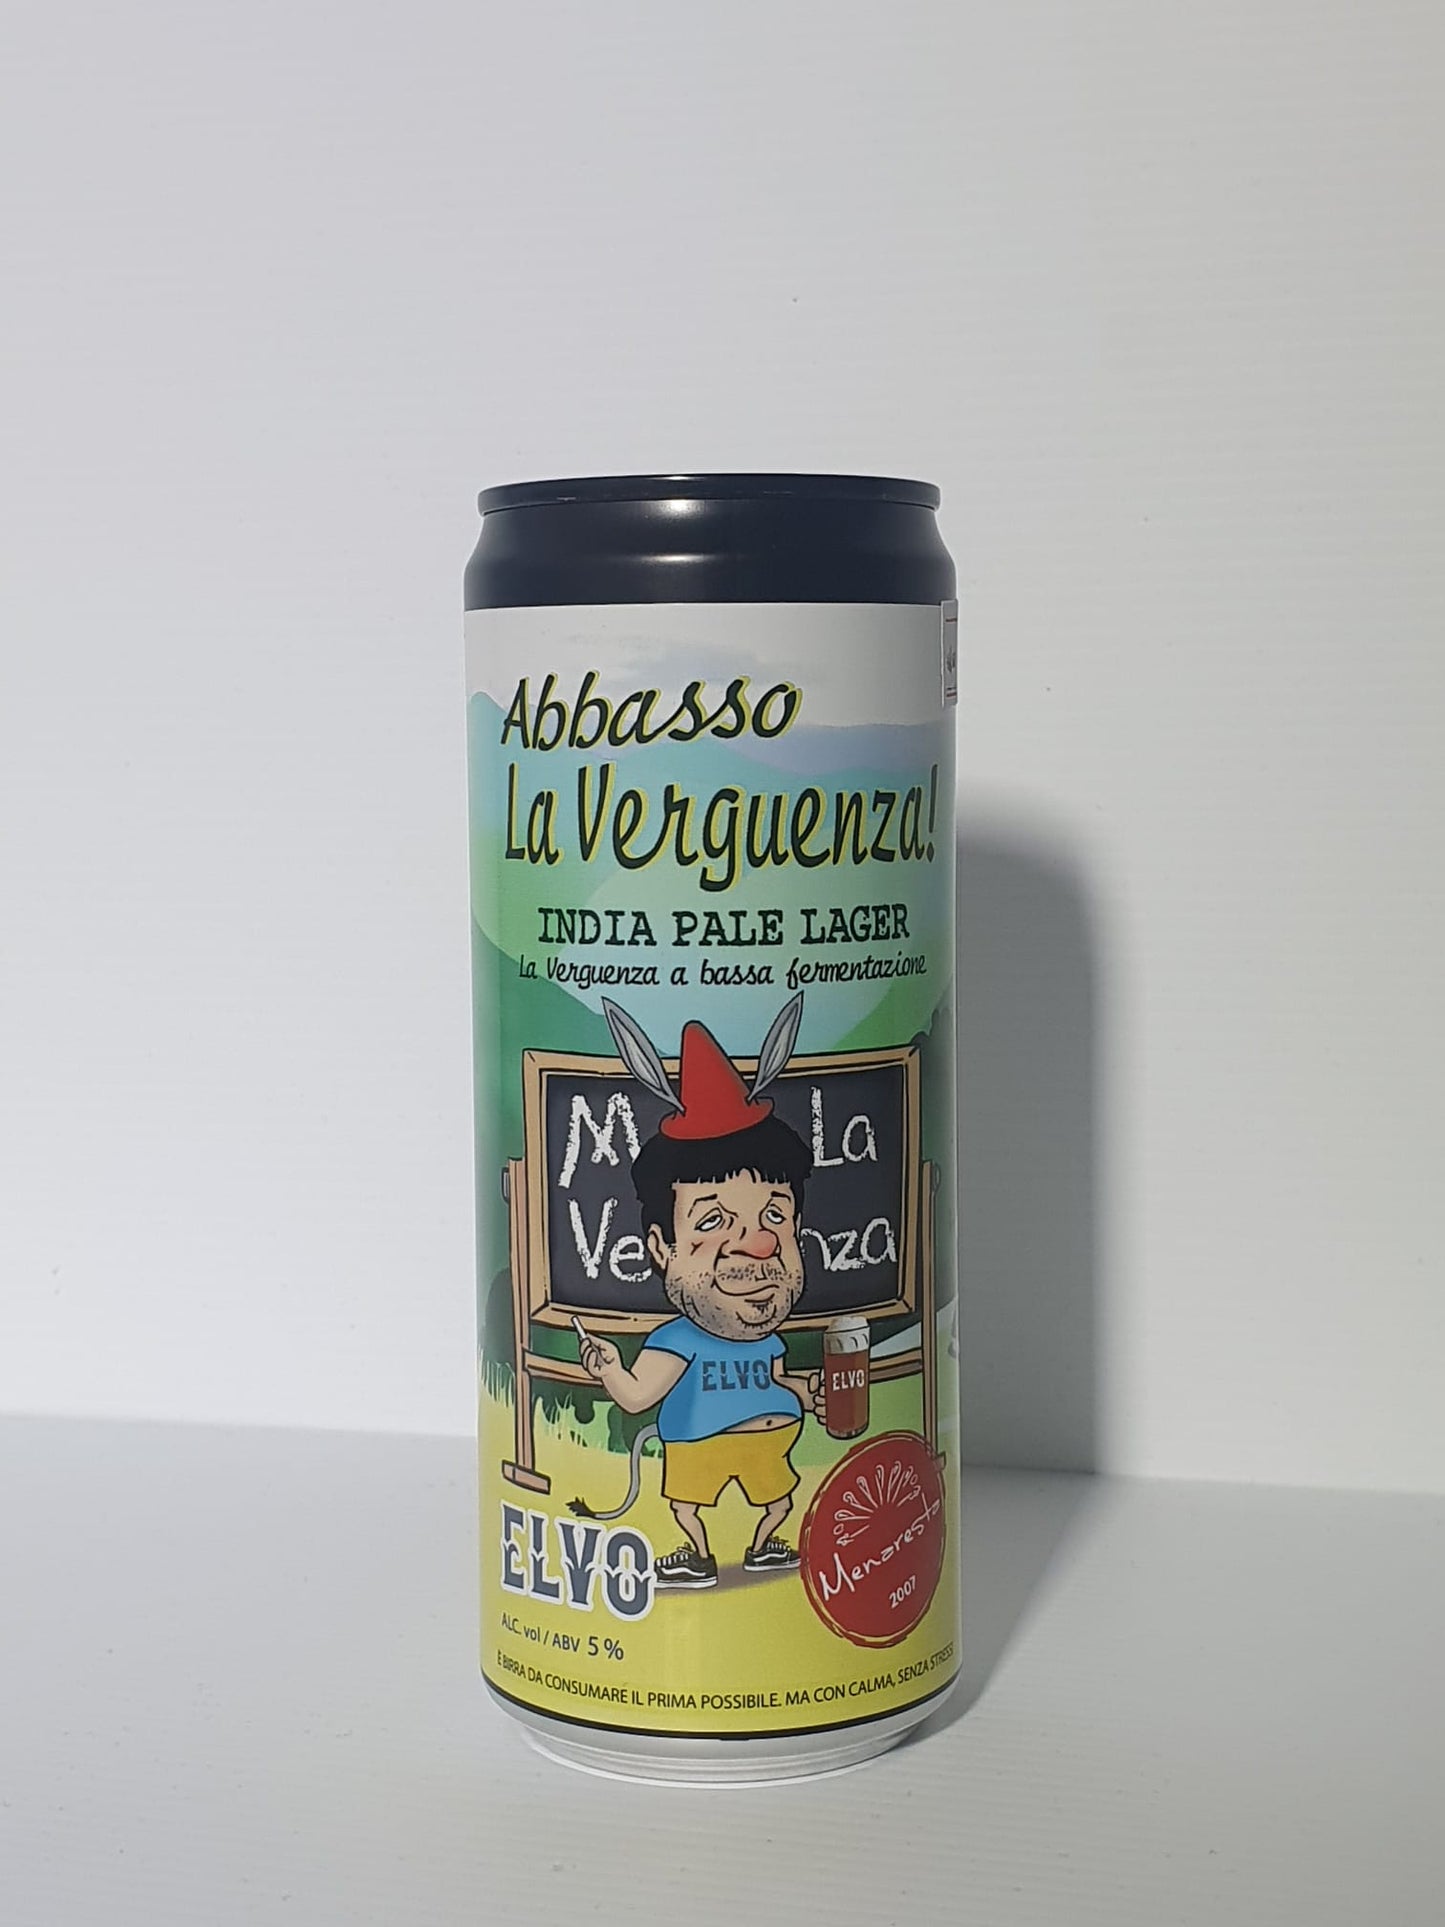 Abbasso
La Verguenza!
INDIA PALE LAGER
La Verguenza a bassa fermentazione
M La
Ve nza
ELVO
ELVO
ELVO
Menaresta
2007
ALC. vol / ABV 5%
È BIRRA DA CONSUMARE IL PRIMA POSSIBILE. MA CON CALMA, SENZA STRESS